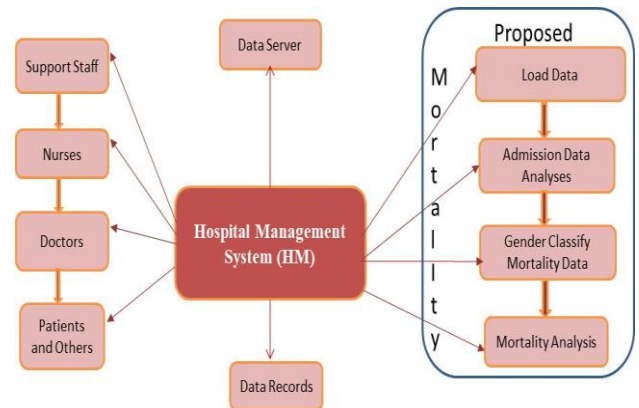 Proposed
Data Server
Support Staff
Load Data
Nurses
Admission Data
Analyses
Hospital Management
System (HM)
Doctors
Gender Classify
Mortality Data
Patients
and Others
Mortality Analysis
Data Records
M
o
r
t
a
l
I
t
y